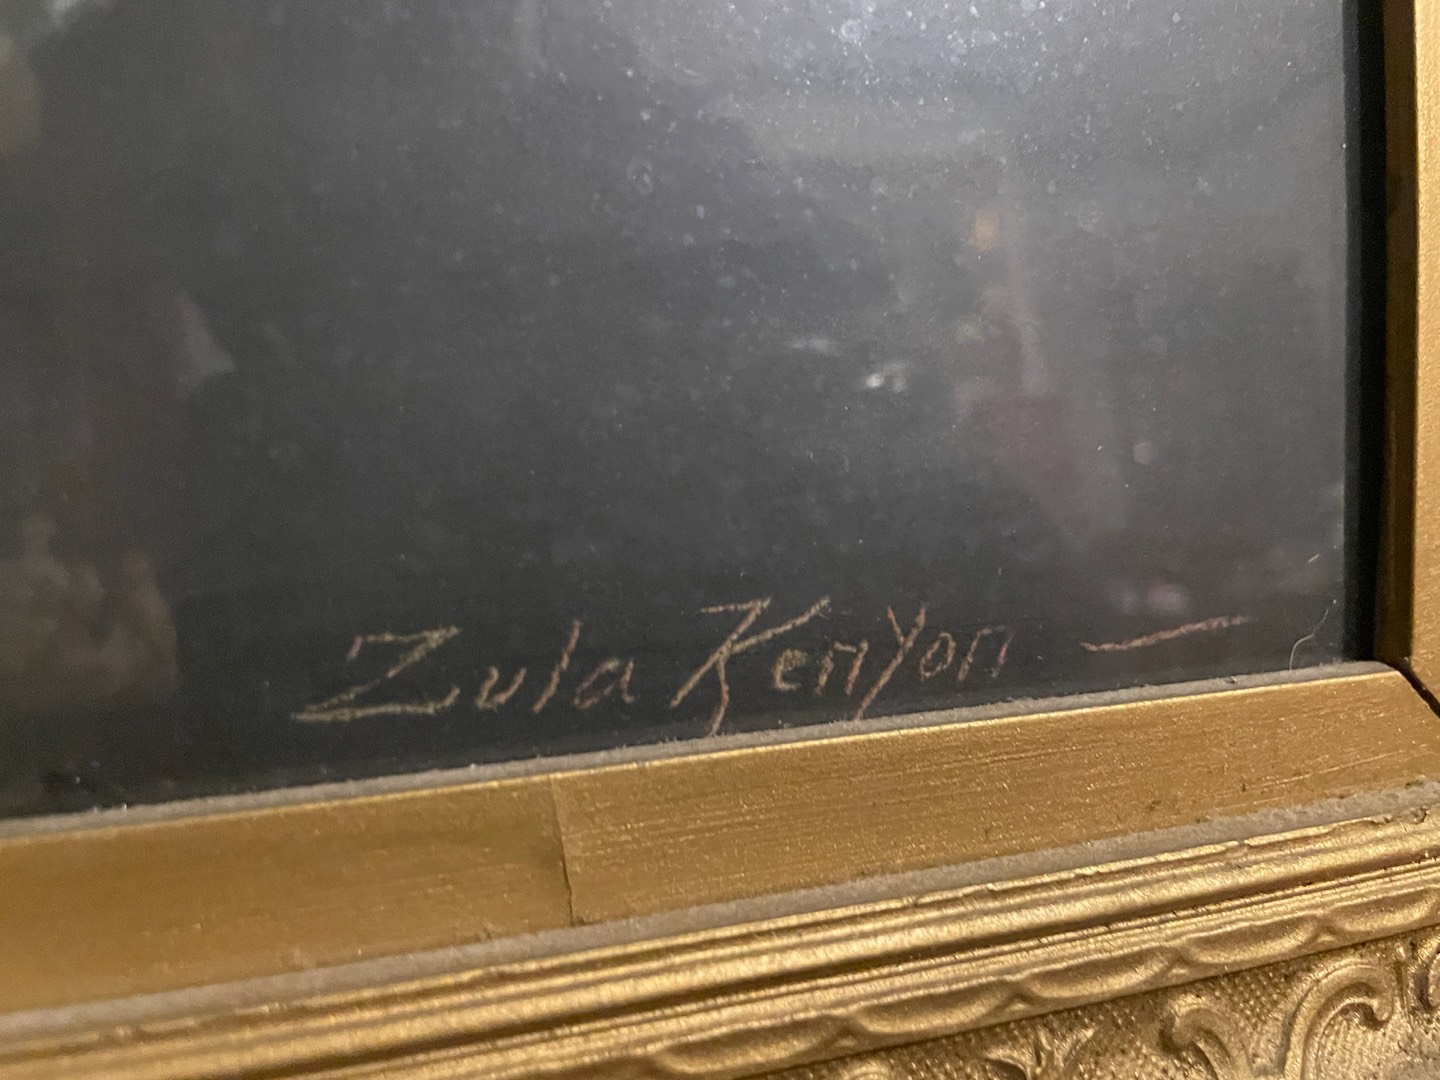 Zula Kenyon —